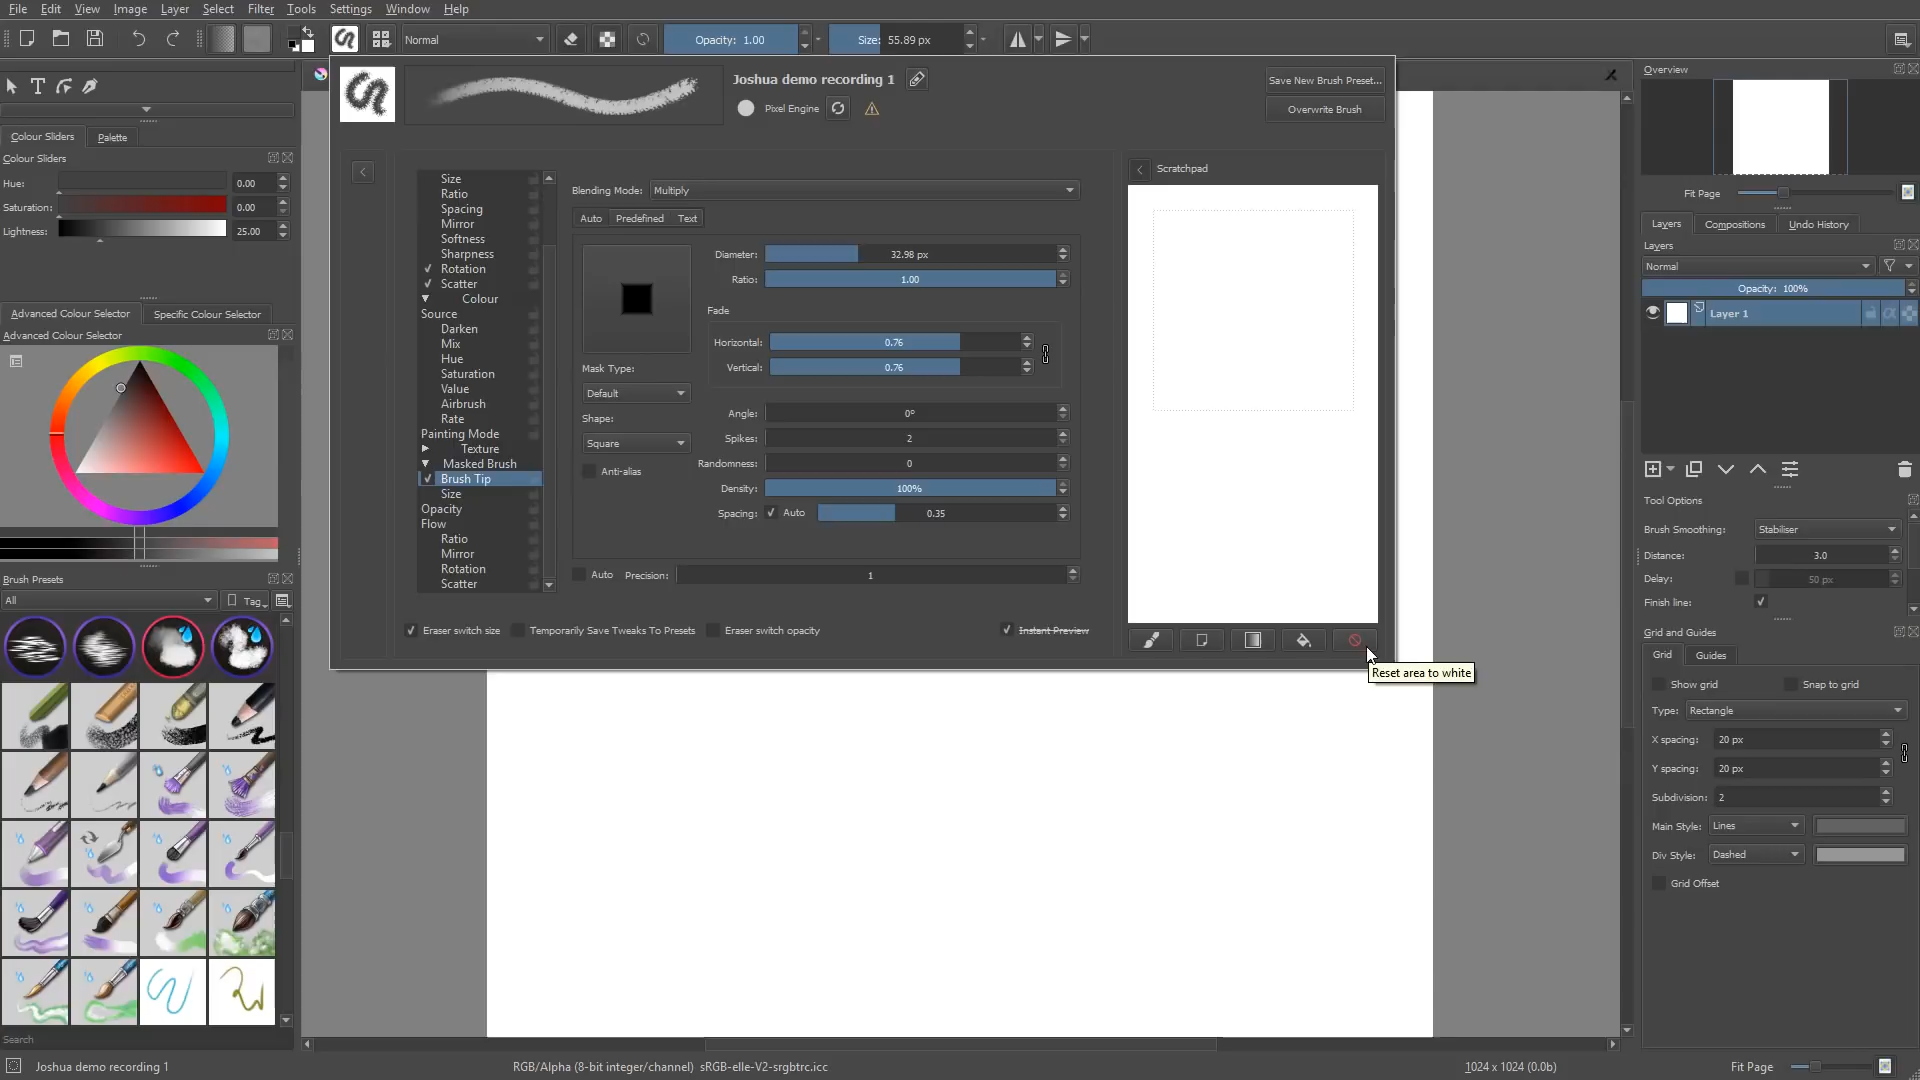 File Edit View Image Layer Select Filter Tools Settings Window Help
Normal
Opacity: 1.00
Size: 55.89 px
Joshua demo recording 1
Pixel Engine
Save New Brush Preset...
Overwrite Brush
Overview
Fit Page
Colour Sliders Palette
Colour Sliders
Hue: 0.00
Saturation: 0.00
Lightness: 25.00
Advanced Colour Selector Specific Colour Selector
Advanced Colour Selector
Brush Presets
All
Tag
Search
Size
Ratio
Spacing
Mirror
Softness
Sharpness
Rotation
Scatter
Colour
Source
Darken
Mix
Hue
Saturation
Value
Airbrush
Rate
Painting Mode
Texture
Masked Brush
Brush Tip
Size
Opacity
Flow
Ratio
Mirror
Rotation
Scatter
Blending Mode: Multiply
Auto Predefined Text
Diameter: 32.98 px
Ratio: 1.00
Fade
Horizontal: 0.76
Vertical: 0.76
Mask Type:
Default
Shape:
Square
Anti-alias
Angle: 0°
Spikes: 2
Randomness: 0
Density: 100%
Spacing: Auto 0.35
Auto Precision: 1
Eraser switch size Temporarily Save Tweaks To Presets Eraser switch opacity Instant Preview
Scratchpad
Reset area to white
Layers Compositions Undo History
Layers
Normal
Opacity: 100%
Layer 1
Tool Options
Brush Smoothing: Stabiliser
Distance: 3.0
Delay: 50 px
Finish line:
Grid and Guides
Grid Guides
Show grid Snap to grid
Type: Rectangle
X spacing: 20 px
Y spacing: 20 px
Subdivision: 2
Main Style: Lines
Div Style: Dashed
Grid Offset
Joshua demo recording 1
RGB/Alpha (8-bit integer/channel) sRGB-elle-V2-srgbtrc.icc
1024 x 1024 (0.0b)
Fit Page